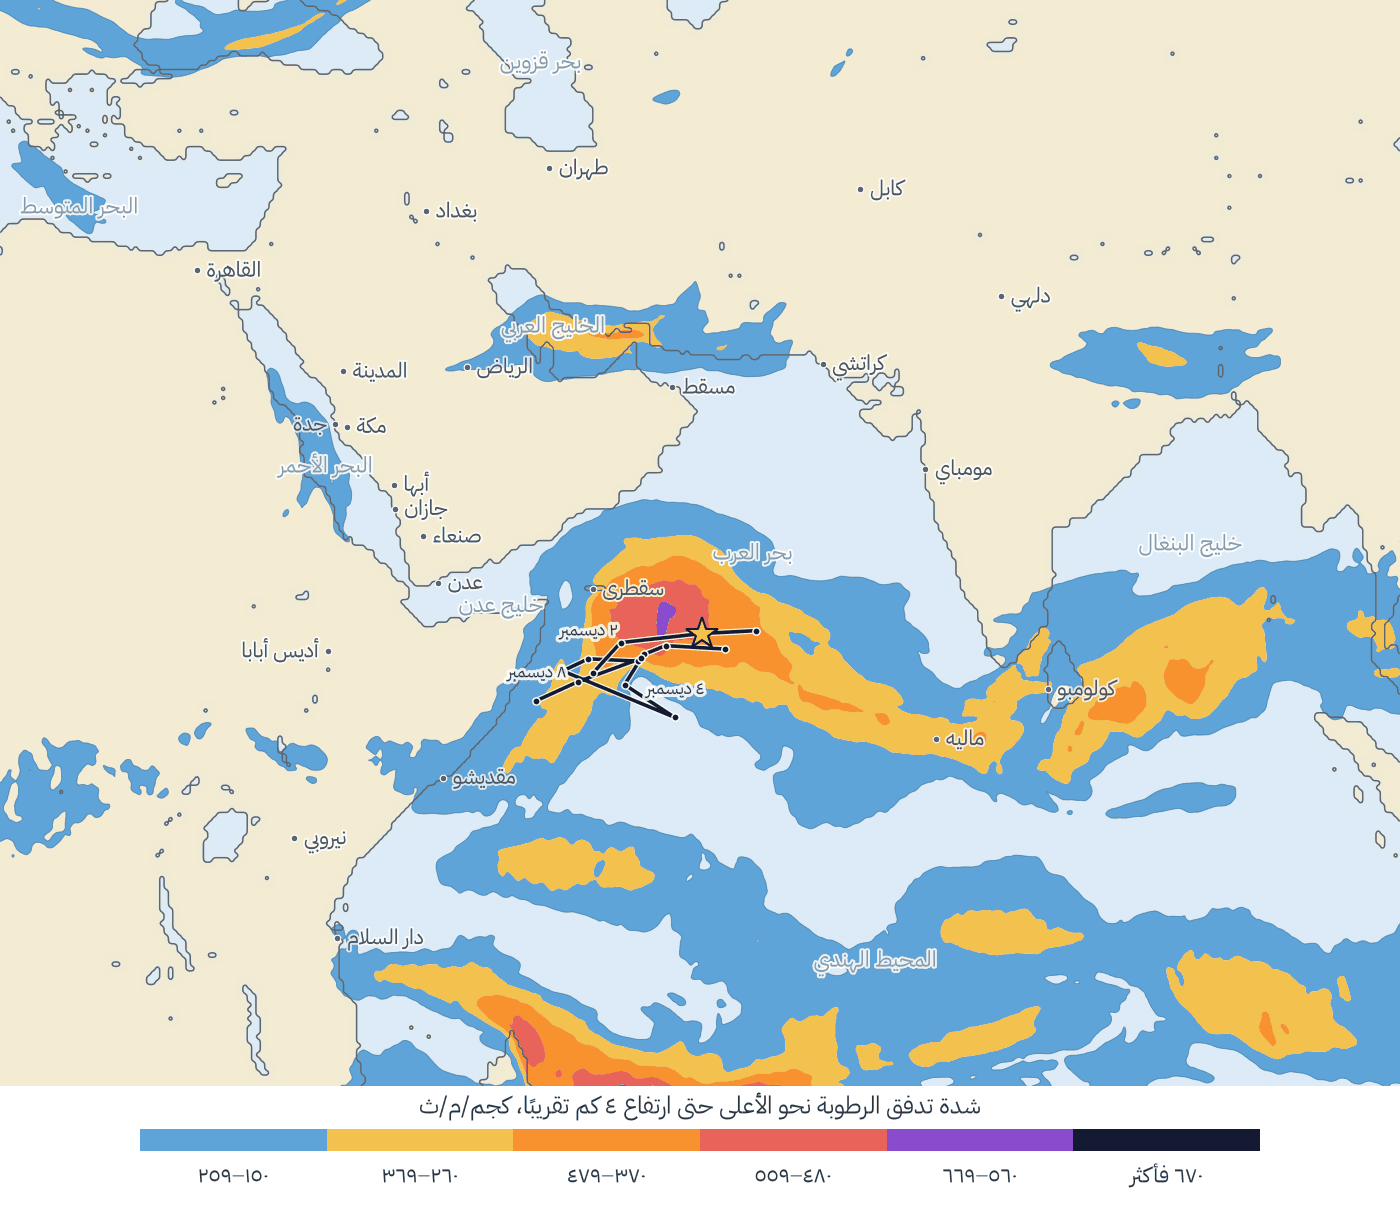 بحر قزوين
طهران
كابل
البحر المتوسط
بغداد
القاهرة
دلهي
الخليج العربي
المدينة
الرياض
كراتشي
مسقط
جدة
مكة
البحر الأحمر
مومباي
أبها
جازان
صنعاء
خليج البنغال
بحر العرب
عدن
سقطرى
خليج عدن
٢ ديسمبر
أديس أبابا
٨ ديسمبر
٤ ديسمبر
كولومبو
ماليه
مقديشو
نيروبي
دار السلام
المحيط الهندي
شدة تدفق الرطوبة نحو الأعلى حتى ارتفاع ٤ كم تقريبًا، كجم/م/ث
١٥٠–٢٥٩
٢٦٠–٣٦٩
٣٧٠–٤٧٩
٤٨٠–٥٥٩
٥٦٠–٦٦٩
٦٧٠ فأكثر